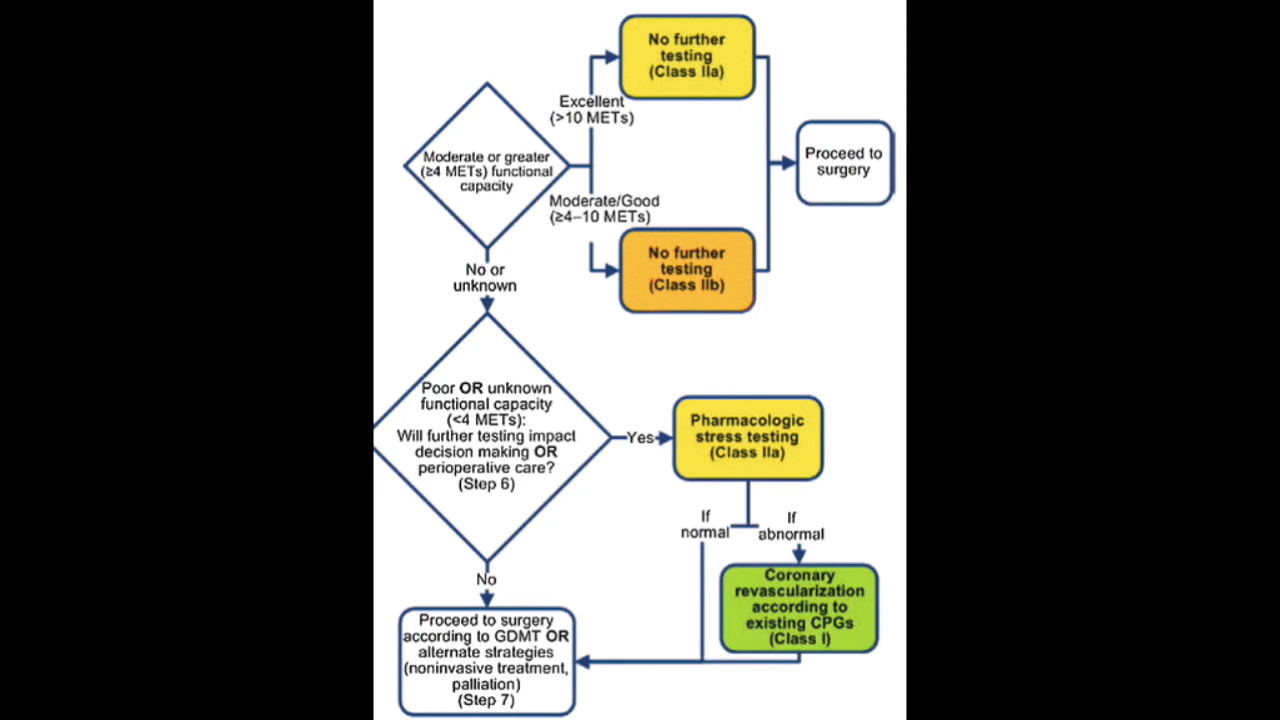 No further
testing
(Class IIa)
Excellent
(>10 METs)
Moderate or greater
(≥4 METs) functional
capacity
Proceed to
surgery
Moderate/Good
(≥4–10 METs)
No further
testing
(Class IIb)
No or
unknown
Poor OR unknown
functional capacity
(<4 METs):
Will further testing impact
decision making OR
perioperative care?
(Step 6)
Yes
Pharmacologic
stress testing
(Class IIa)
If
normal
If
abnormal
No
Coronary
revascularization
according to
existing CPGs
(Class I)
Proceed to surgery
according to GDMT OR
alternate strategies
(noninvasive treatment,
palliation)
(Step 7)